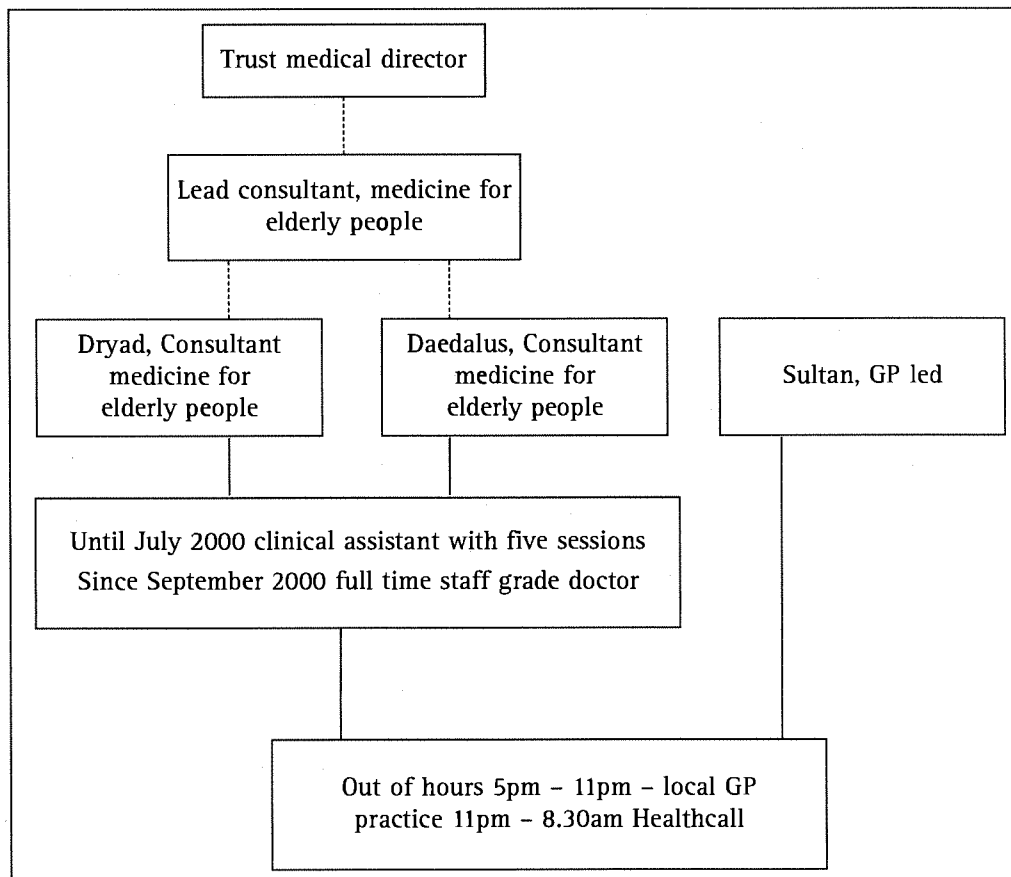 Trust medical director
Lead consultant, medicine for
elderly people
Dryad, Consultant
medicine for
elderly people
Daedalus, Consultant
medicine for
elderly people
Sultan, GP led
Until July 2000 clinical assistant with five sessions
Since September 2000 full time staff grade doctor
Out of hours 5pm – 11pm – local GP
practice 11pm – 8.30am Healthcall